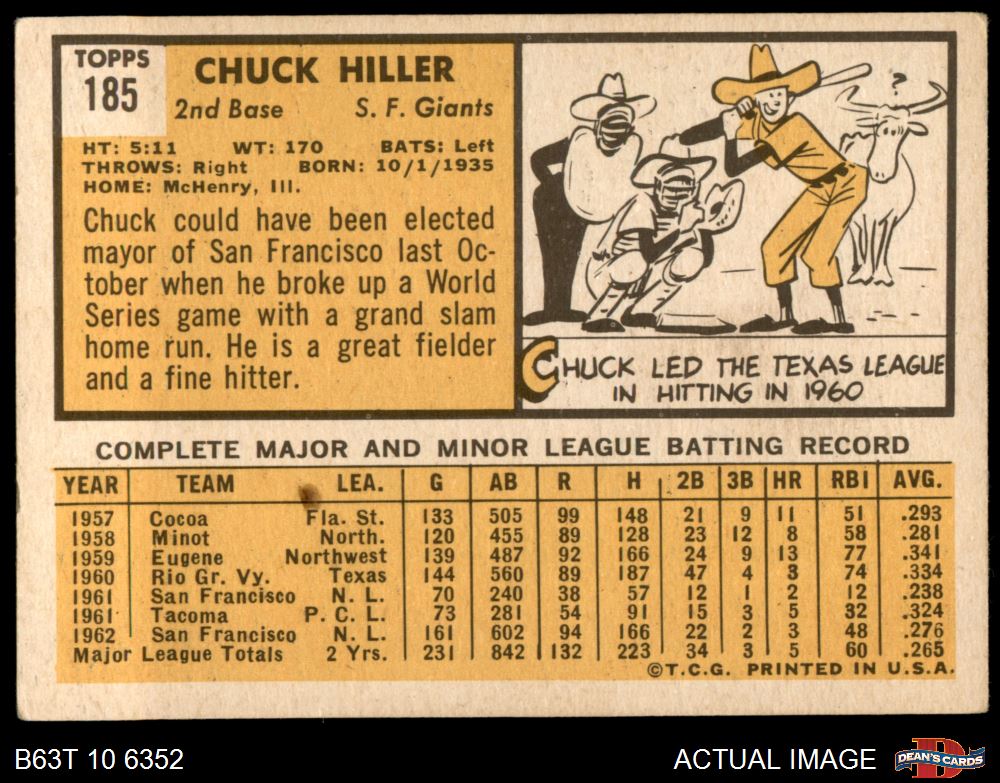 TOPPS
185
CHUCK HILLER
2nd Base S. F. Giants
HT: 5:11 WT: 170 BATS: Left
THROWS: Right BORN: 10/1/1935
HOME: McHenry, Ill.
Chuck could have been elected
mayor of San Francisco last Oc-
tober when he broke up a World
Series game with a grand slam
home run. He is a great fielder
and a fine hitter.
?
CHUCK LED THE TEXAS LEAGUE
IN HITTING IN 1960
COMPLETE MAJOR AND MINOR LEAGUE BATTING RECORD
YEAR TEAM LEA. G AB R H 2B 3B HR RBI AVG.
1957 Cocoa Fla. St. 133 505 99 148 21 9 11 51 .293
1958 Minot North. 120 455 89 128 23 12 8 58 .281
1959 Eugene Northwest 139 487 92 166 24 9 13 77 .341
1960 Rio Gr. Vy. Texas 144 560 89 187 47 4 3 74 .334
1961 San Francisco N. L. 70 240 38 57 12 1 2 12 .238
1961 Tacoma P. C. L. 73 281 54 91 15 3 5 32 .324
1962 San Francisco N. L. 161 602 94 166 22 2 3 48 .276
Major League Totals 2 Yrs. 231 842 132 223 34 3 5 60 .265
©T.C.G. PRINTED IN U.S.A.
B63T 10 6352 ACTUAL IMAGE
D
DEAN'S CARDS